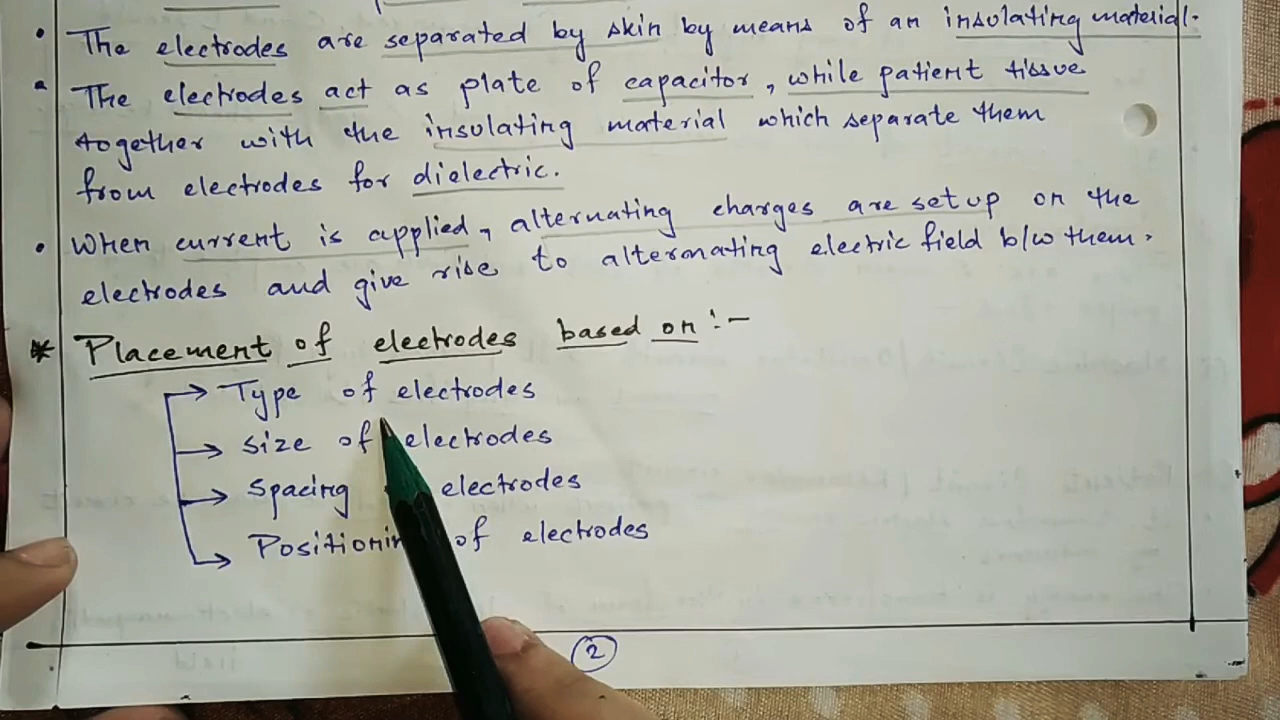 • The electrodes are separated by skin by means of an insulating material.
• The electrodes act as plate of capacitor, while patient tissue
together with the insulating material which separate them
from electrodes for dielectric.
• When current is applied, alternating charges are set up on the
electrodes and give rise to alternating electric field b/w them.
* Placement of electrodes based on :-
→ Type of electrodes
→ Size of electrodes
→ Spacing electrodes
→ Positioning of electrodes
2